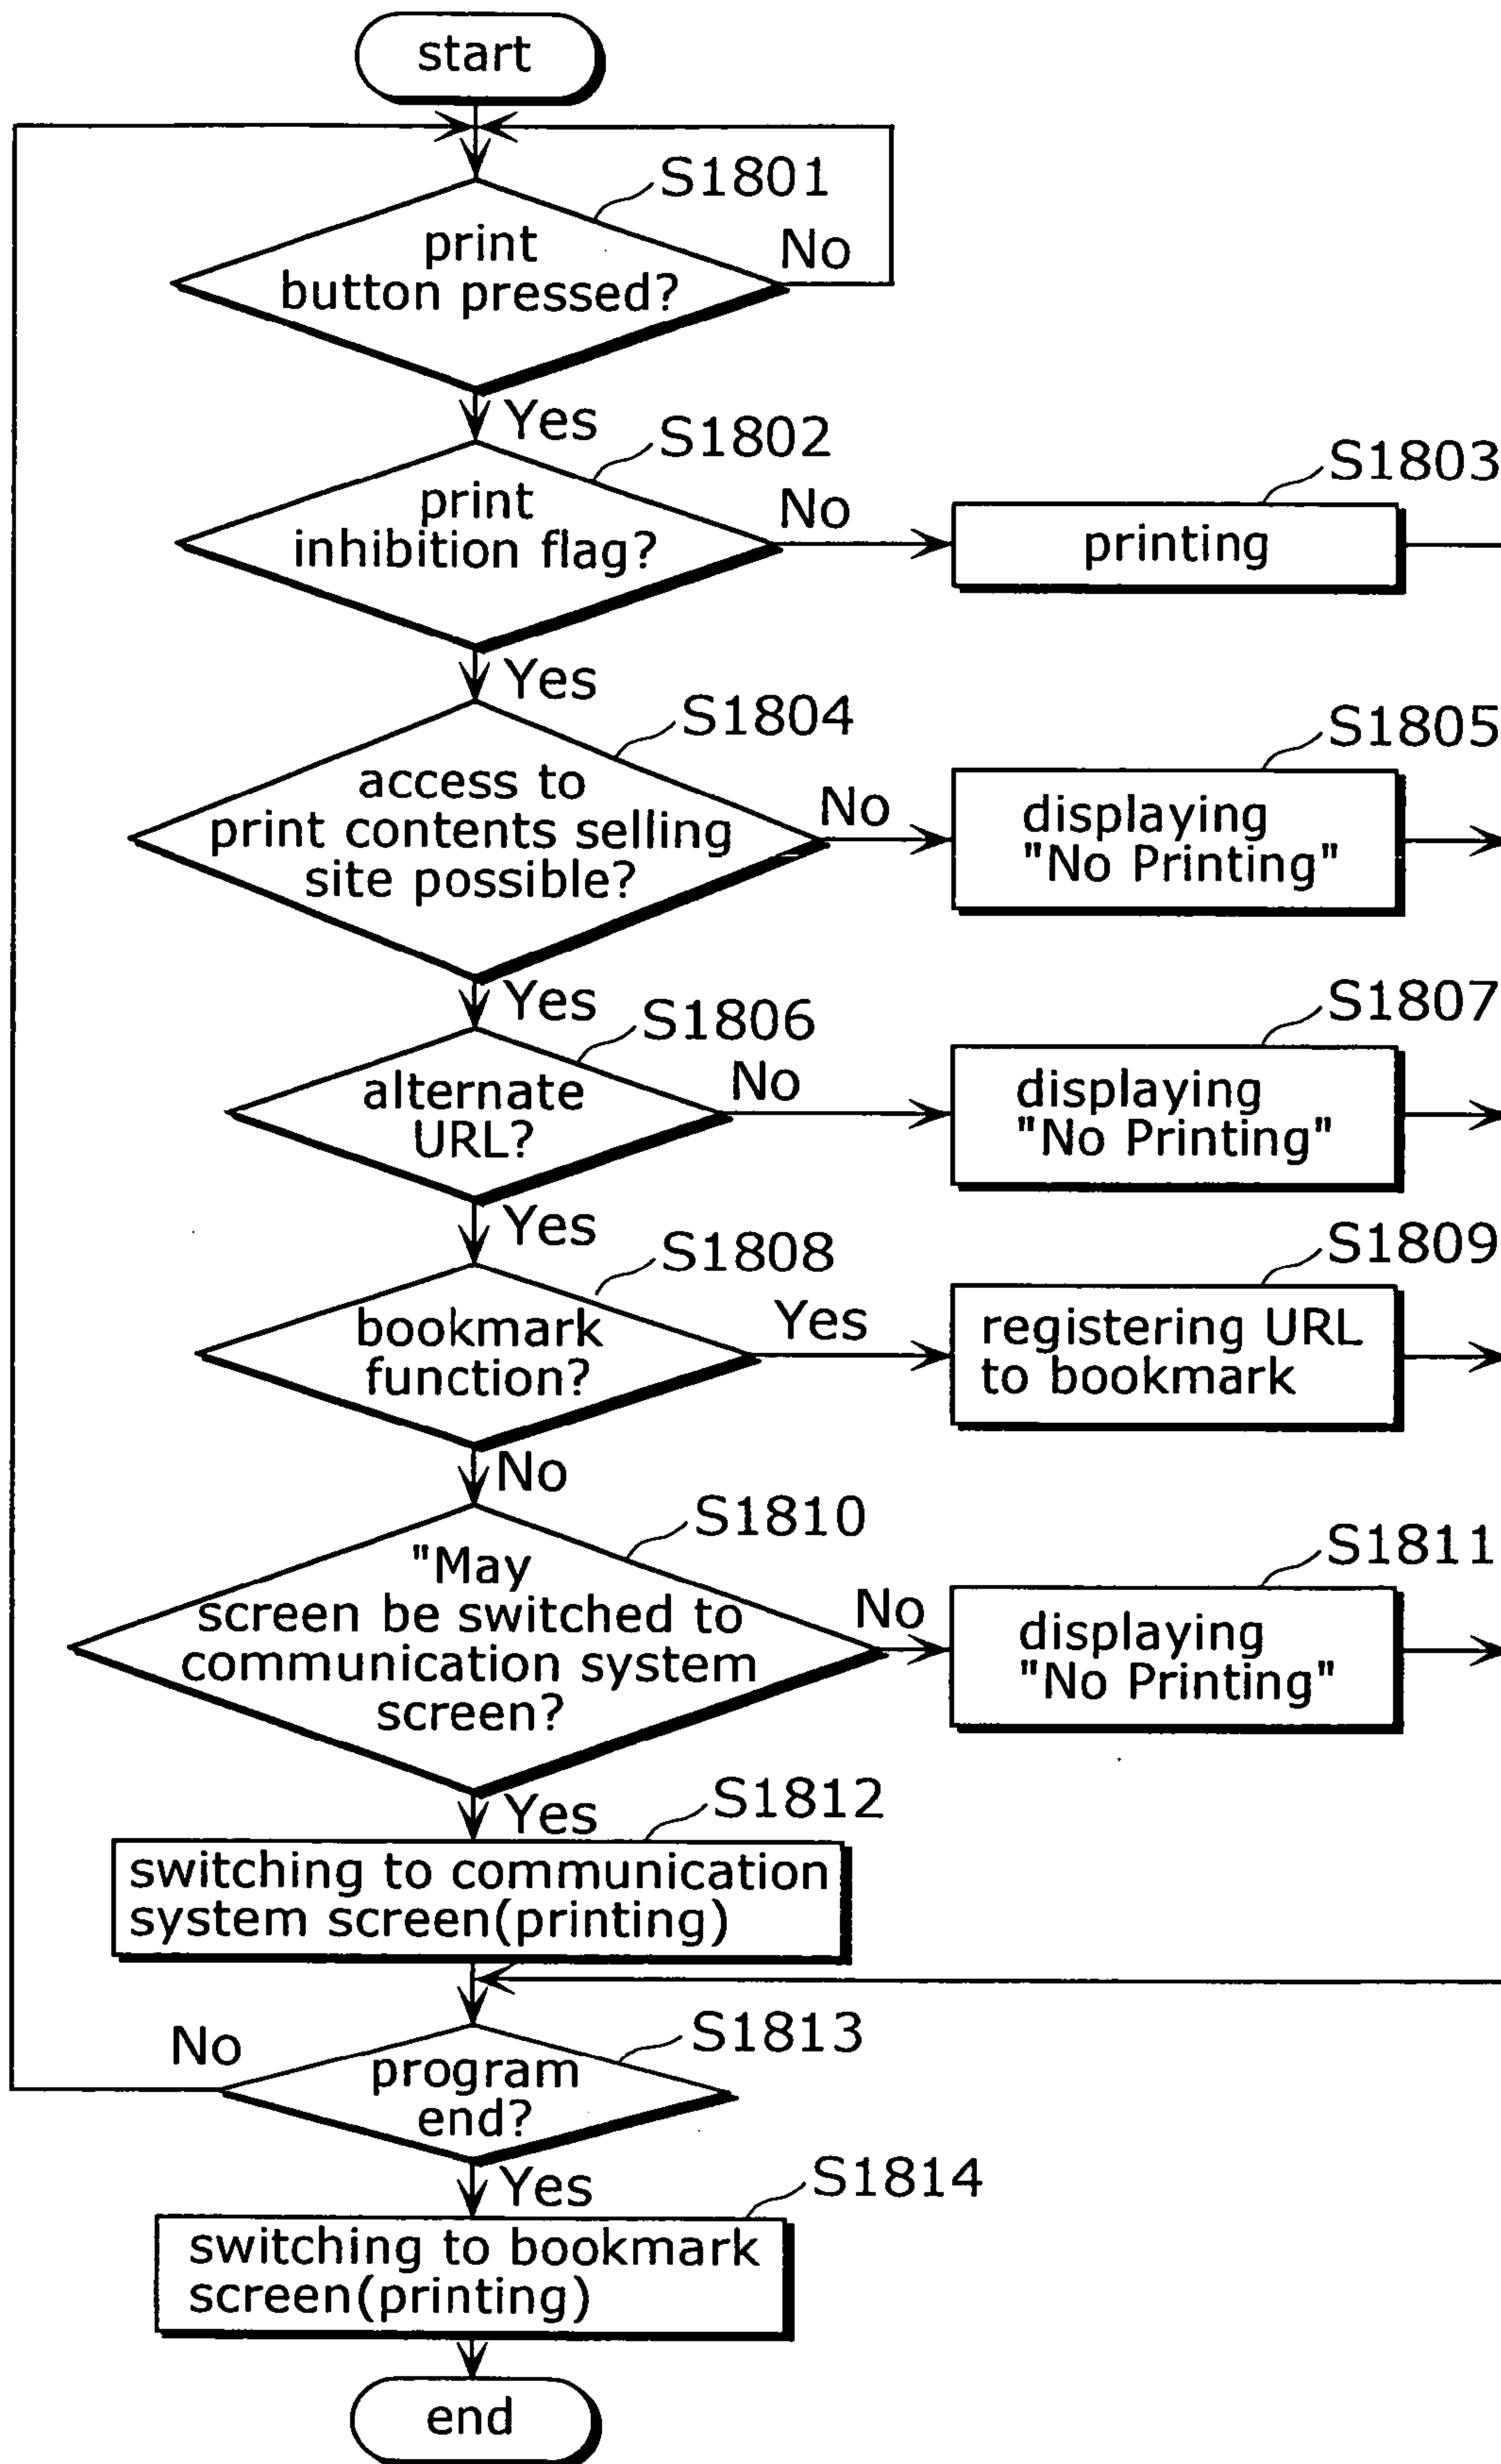 start
S1801
print
button pressed?
No
Yes
S1802
print
inhibition flag?
No
S1803
printing
Yes
S1804
access to
print contents selling
site possible?
No
S1805
displaying
"No Printing"
Yes
S1806
alternate
URL?
No
S1807
displaying
"No Printing"
Yes
S1808
bookmark
function?
Yes
S1809
registering URL
to bookmark
No
S1810
"May
screen be switched to
communication system
screen?
No
S1811
displaying
"No Printing"
Yes
S1812
switching to communication
system screen(printing)
S1813
No
program
end?
Yes
S1814
switching to bookmark
screen(printing)
end